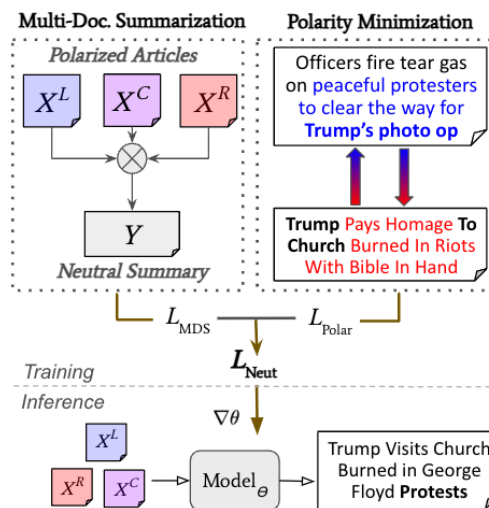 Multi-Doc. Summarization
Polarized Articles
X^L
X^C
X^R
Y
Neutral Summary
Polarity Minimization
Officers fire tear gas
on peaceful protesters
to clear the way for
Trump's photo op
Trump Pays Homage To
Church Burned In Riots
With Bible In Hand
L_MDS
L_Polar
L_Neut
Training
Inference
∇θ
X^L
X^R
X^C
Model_Θ
Trump Visits Church
Burned in George
Floyd Protests